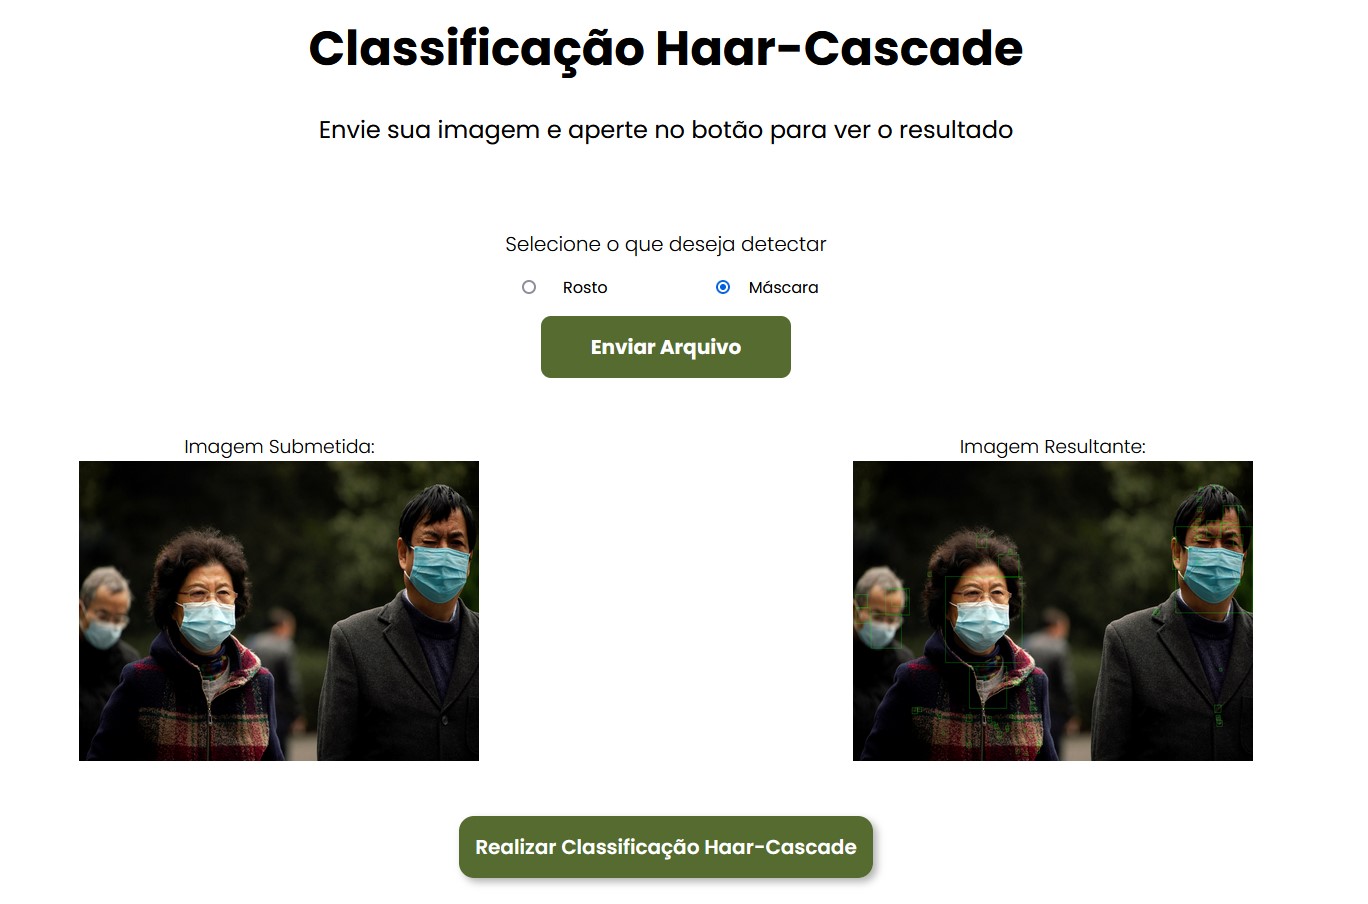 Classificação Haar-Cascade
Envie sua imagem e aperte no botão para ver o resultado
Selecione o que deseja detectar
Rosto
Máscara
Enviar Arquivo
Imagem Submetida:
Imagem Resultante:
Realizar Classificação Haar-Cascade